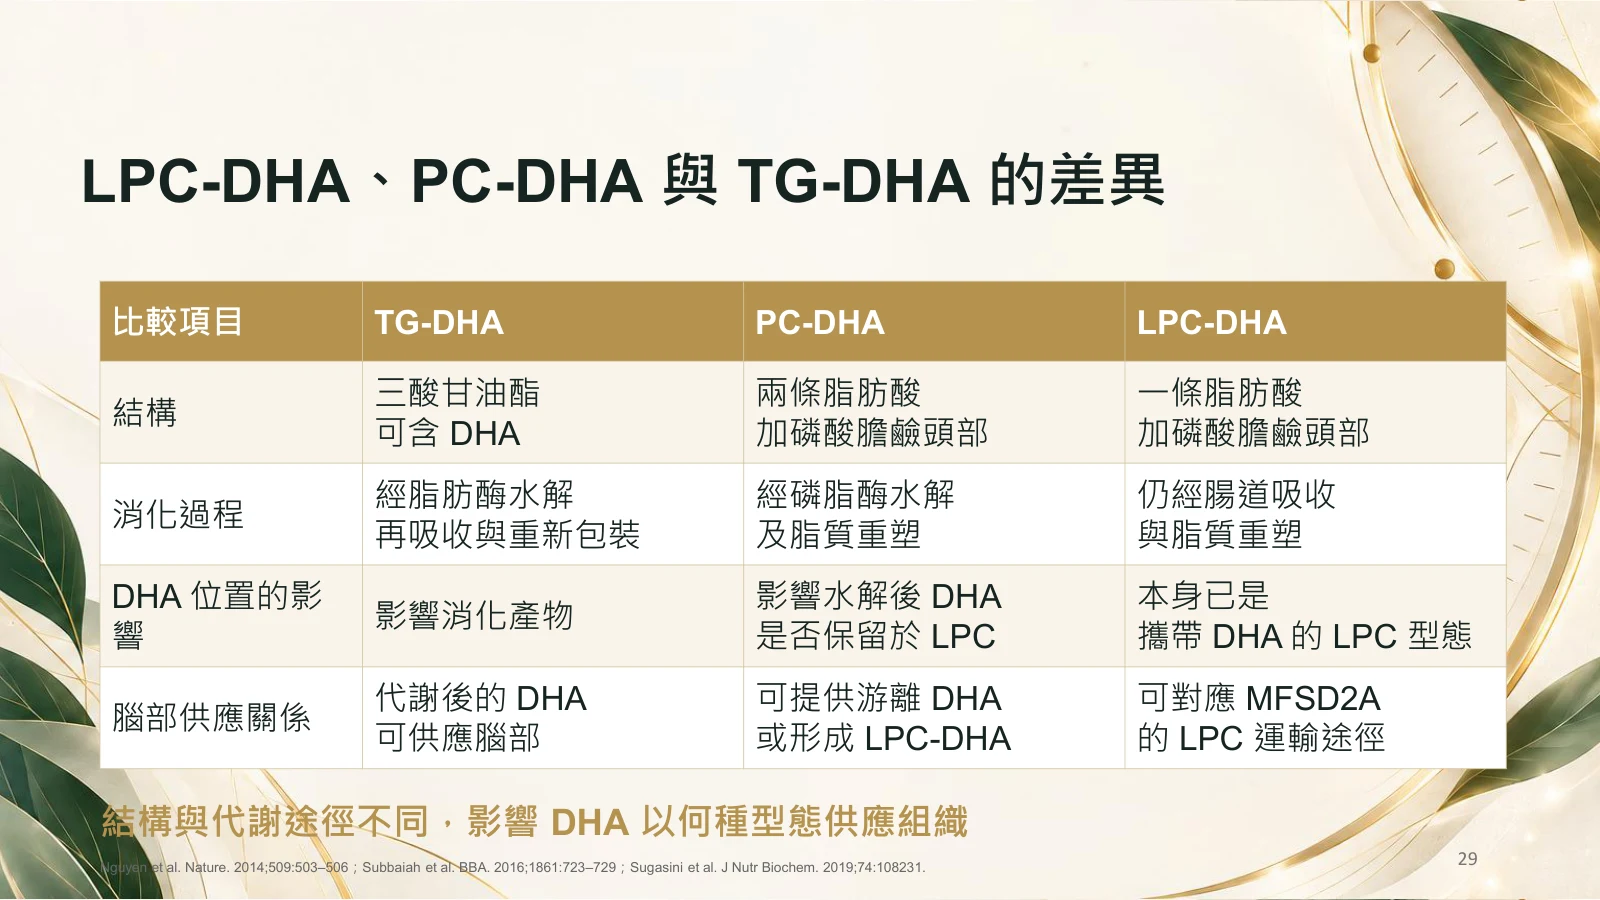 LPC-DHA、PC-DHA 與 TG-DHA 的差異
比較項目
TG-DHA
PC-DHA
LPC-DHA
結構
三酸甘油酯
可含 DHA
兩條脂肪酸
加磷酸膽鹼頭部
一條脂肪酸
加磷酸膽鹼頭部
消化過程
經脂肪酶水解
再吸收與重新包裝
經磷脂酶水解
及脂質重塑
仍經腸道吸收
與脂質重塑
DHA 位置的影
響
影響消化產物
影響水解後 DHA
是否保留於 LPC
本身已是
攜帶 DHA 的 LPC 型態
腦部供應關係
代謝後的 DHA
可供應腦部
可提供游離 DHA
或形成 LPC-DHA
可對應 MFSD2A
的 LPC 運輸途徑
結構與代謝途徑不同，影響 DHA 以何種型態供應組織
Nguyen et al. Nature. 2014;509:503–506；Subbaiah et al. BBA. 2016;1861:723–729；Sugasini et al. J Nutr Biochem. 2019;74:108231.
29